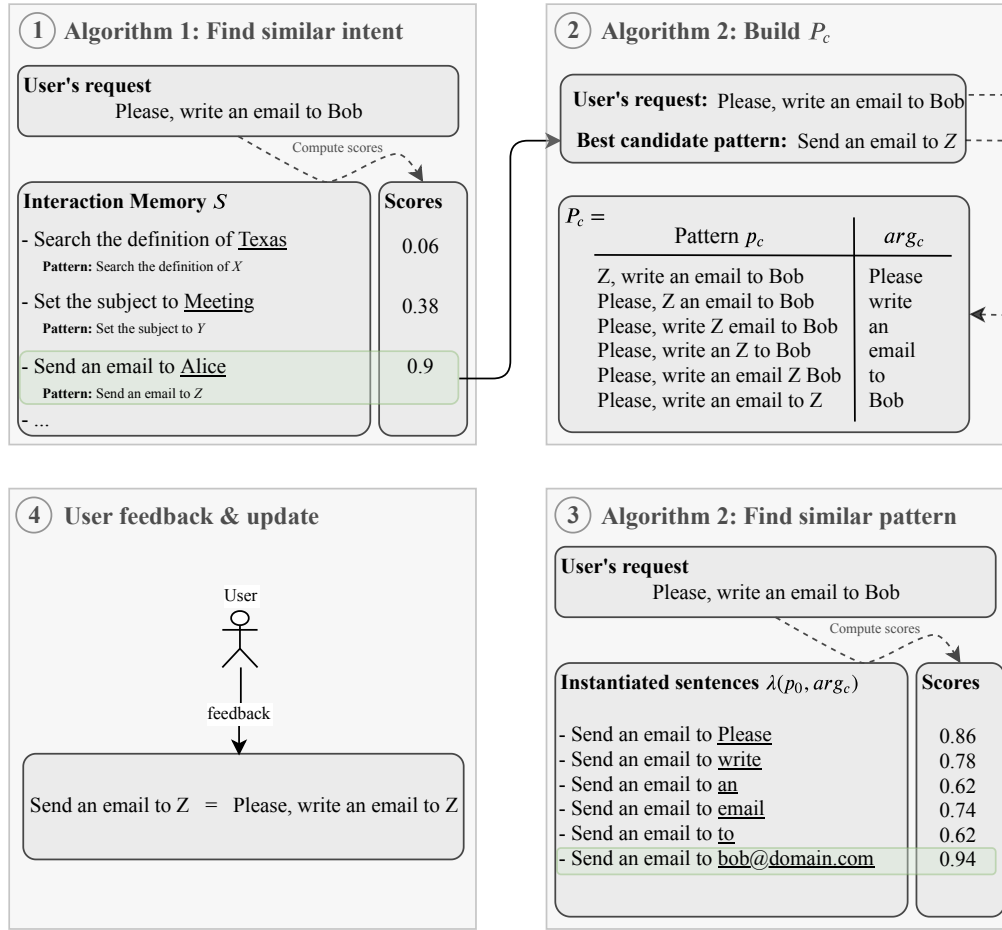 1 Algorithm 1: Find similar intent
User's request
Please, write an email to Bob
Compute scores
Interaction Memory S
Scores
- Search the definition of Texas
0.06
Pattern: Search the definition of X
- Set the subject to Meeting
0.38
Pattern: Set the subject to Y
- Send an email to Alice
0.9
Pattern: Send an email to Z
- ...
2 Algorithm 2: Build P_c
User's request: Please, write an email to Bob
Best candidate pattern: Send an email to Z
P_c =
Pattern p_c arg_c
Z, write an email to Bob Please
Please, Z an email to Bob write
Please, write Z email to Bob an
Please, write an Z to Bob email
Please, write an email Z Bob to
Please, write an email to Z Bob
3 Algorithm 2: Find similar pattern
User's request
Please, write an email to Bob
Compute scores
Instantiated sentences λ(p_0, arg_c)
Scores
- Send an email to Please 0.86
- Send an email to write 0.78
- Send an email to an 0.62
- Send an email to email 0.74
- Send an email to to 0.62
- Send an email to bob@domain.com 0.94
4 User feedback & update
User
feedback
Send an email to Z = Please, write an email to Z